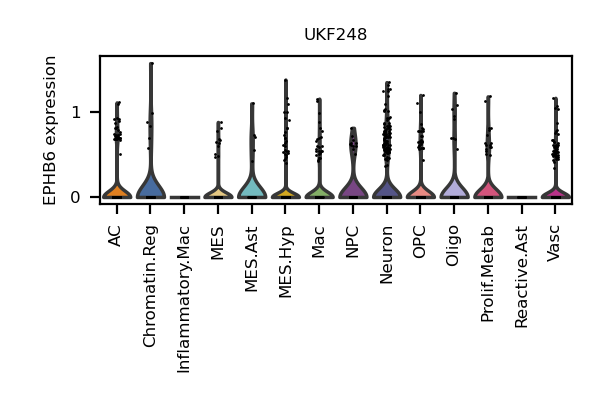 UKF248
EPHB6 expression
1
0
AC
Chromatin.Reg
Inflammatory.Mac
MES
MES.Ast
MES.Hyp
Mac
NPC
Neuron
OPC
Oligo
Prolif.Metab
Reactive.Ast
Vasc